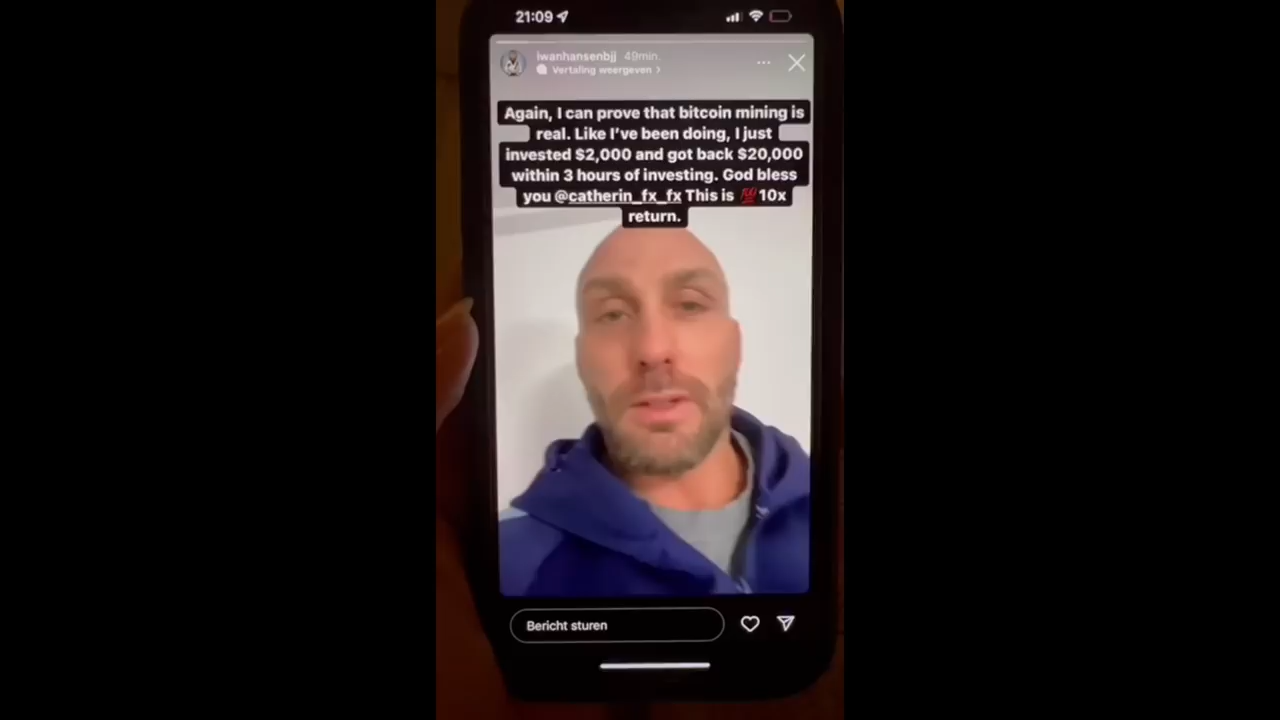 21:09
iwanhansenbjj 49min.
Vertaling weergeven >
Again, I can prove that bitcoin mining is
real. Like I've been doing, I just
invested $2,000 and got back $20,000
within 3 hours of investing. God bless
you @catherin_fx_fx This is 💯10x
return.
Bericht sturen